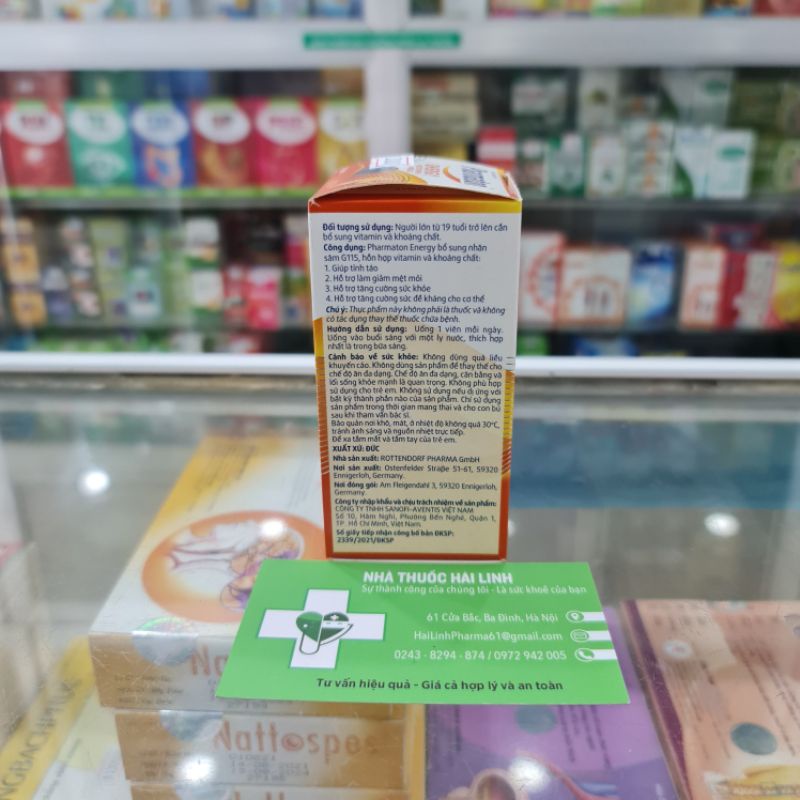 Đối tượng sử dụng: Người lớn từ 19 tuổi trở lên cần
bổ sung vitamin và khoáng chất.
Công dụng: Pharmaton Energy bổ sung nhân
sâm G115, hỗn hợp vitamin và khoáng chất:
1. Giúp tỉnh táo
2. Hỗ trợ làm giảm mệt mỏi
3. Hỗ trợ tăng cường sức khỏe
4. Hỗ trợ tăng cường sức đề kháng cho cơ thể
Chú ý: Thực phẩm này không phải là thuốc và không
có tác dụng thay thế thuốc chữa bệnh.
Hướng dẫn sử dụng: Uống 1 viên mỗi ngày.
Uống vào buổi sáng với một ly nước, thích hợp
nhất là trong bữa sáng.
Cảnh báo về sức khỏe: Không dùng quá liều
khuyến cáo. Không dùng sản phẩm để thay thế cho
chế độ ăn đa dạng. Chế độ ăn đa dạng, cân bằng và
lối sống khỏe mạnh là quan trọng. Không phù hợp
sử dụng cho trẻ em. Không sử dụng nếu dị ứng với
bất kỳ thành phần nào của sản phẩm. Chỉ sử dụng
sản phẩm trong thời gian mang thai và cho con bú
sau khi tham vấn bác sĩ.
Bảo quản nơi khô, mát, ở nhiệt độ không quá 30°C,
tránh ánh sáng và nguồn nhiệt trực tiếp.
Để xa tầm mắt và tầm tay của trẻ em.
XUẤT XỨ: ĐỨC
Nhà sản xuất: ROTTENDORF PHARMA GmbH
Nơi sản xuất: Ostenfelder Straße 51-61, 59320
Ennigerloh, Germany.
Nơi đóng gói: Am Fleigendahl 3, 59320 Ennigerloh,
Germany.
Công ty nhập khẩu và chịu trách nhiệm về sản phẩm:
CÔNG TY TNHH SANOFI-AVENTIS VIỆT NAM
Số 10, Hàm Nghi, Phường Bến Nghé, Quận 1,
TP. Hồ Chí Minh, Việt Nam
Số giấy tiếp nhận công bố bản ĐKSP:
2339/2021/ĐKSP
NHÀ THUỐC HẢI LINH
Sự thành công của chúng tôi - Là sức khoẻ của bạn
61 Cửa Bắc, Ba Đình, Hà Nội
HaiLinhPharma61@gmail.com
0243 - 8294 - 874 / 0972 942 005
Tư vấn hiệu quả - Giá cả hợp lý và an toàn
Nattospes